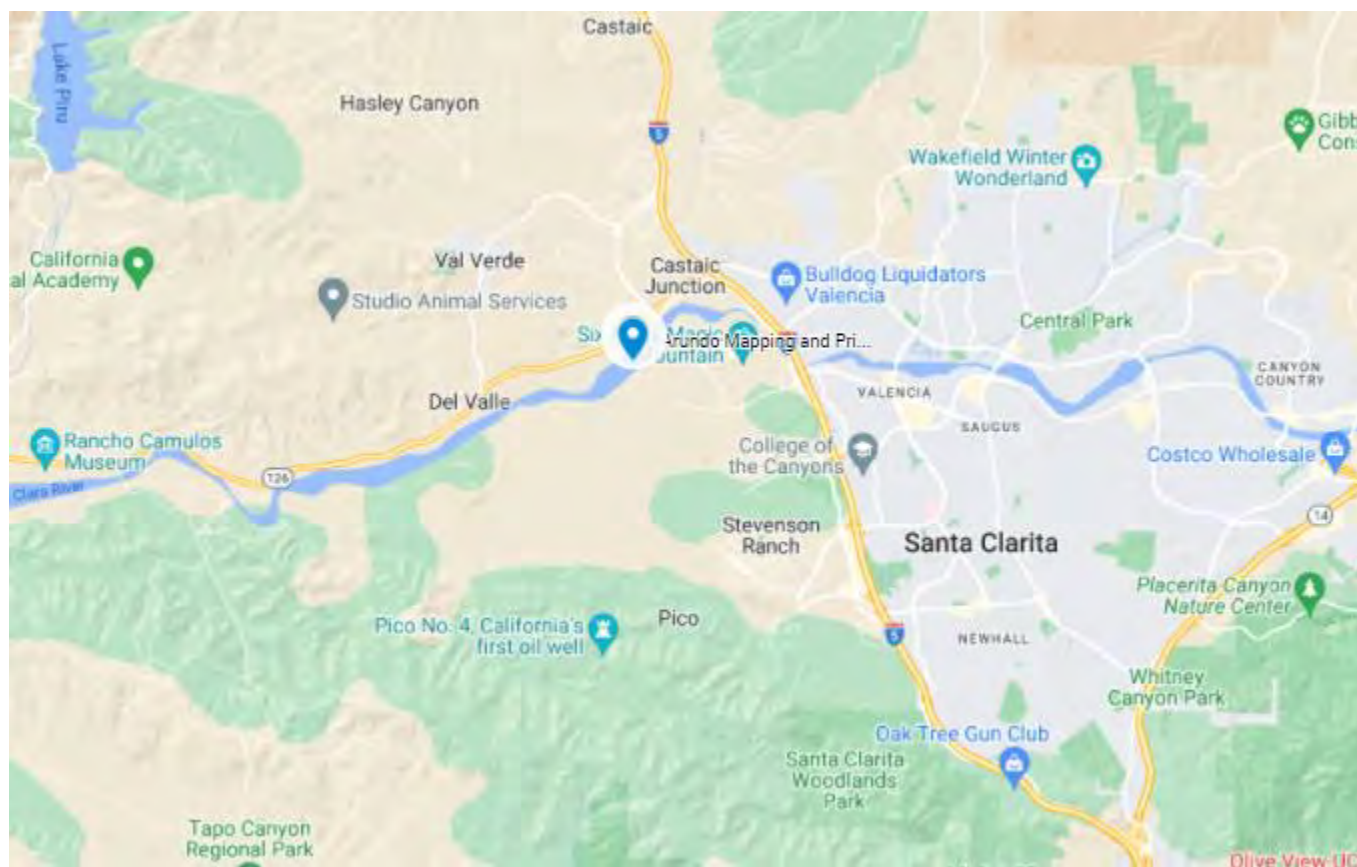 Castaic
Lake Piru
Hasley Canyon
5
Gibb
Cons
Wakefield Winter
Wonderland
California
al Academy
Val Verde
Castaic
Junction
Studio Animal Services
Bulldog Liquidators
Valencia
Central Park
Six
Magic
ountain
Arundo Mapping and Pri...
5
CANYON
COUNTRY
VALENCIA
Del Valle
SAUGUS
Rancho Camulos
Museum
College of
the Canyons
Costco Wholesale
126
Clara River
14
Stevenson
Ranch
Santa Clarita
Placerita Canyon
Nature Center
Pico No. 4, California's
first oil well
Pico
5
NEWHALL
Whitney
Canyon Park
Oak Tree Gun Club
Santa Clarita
Woodlands
Park
Tapo Canyon
Regional Park
Olive View-U